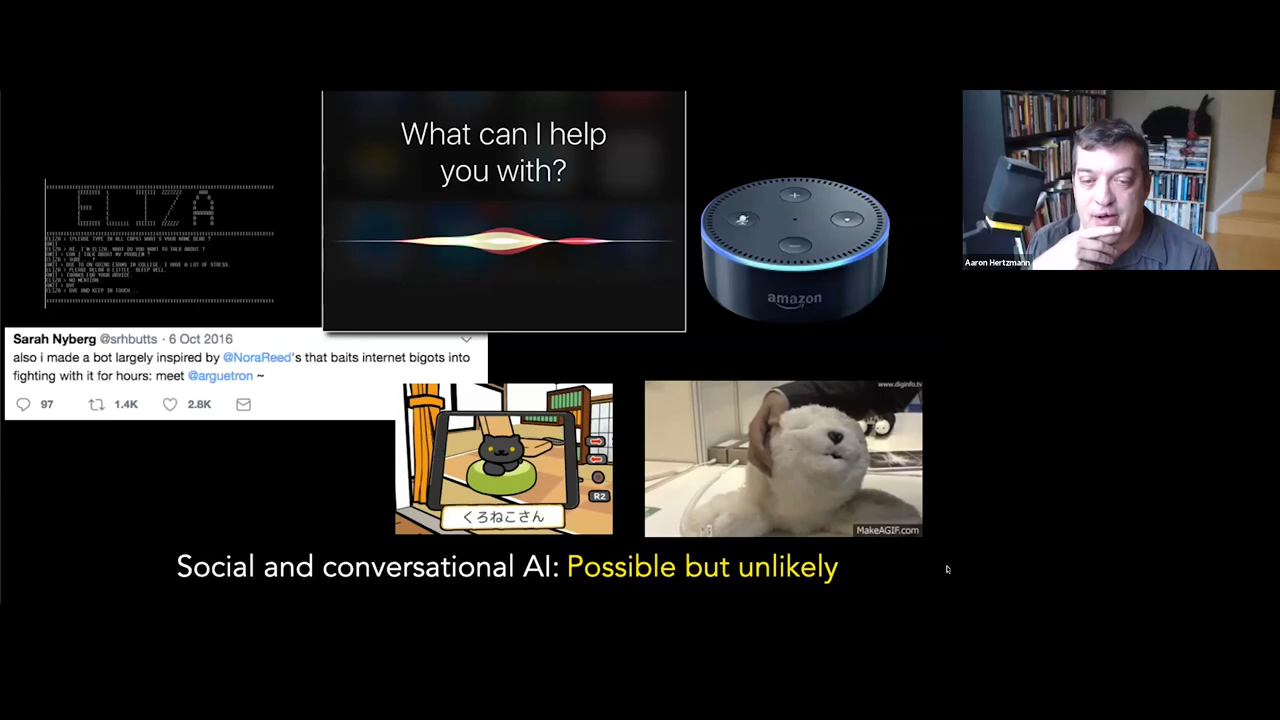 ELIZA
What can I help
you with?
amazon
Aaron Hertzmann
Sarah Nyberg @srhbutts · 6 Oct 2016
also i made a bot largely inspired by @NoraReed's that baits internet bigots into
fighting with it for hours: meet @arguetron ~
97 1.4K 2.8K
R2
くろねこさん
www.diginfo.tv
MakeAGIF.com
Social and conversational AI: Possible but unlikely